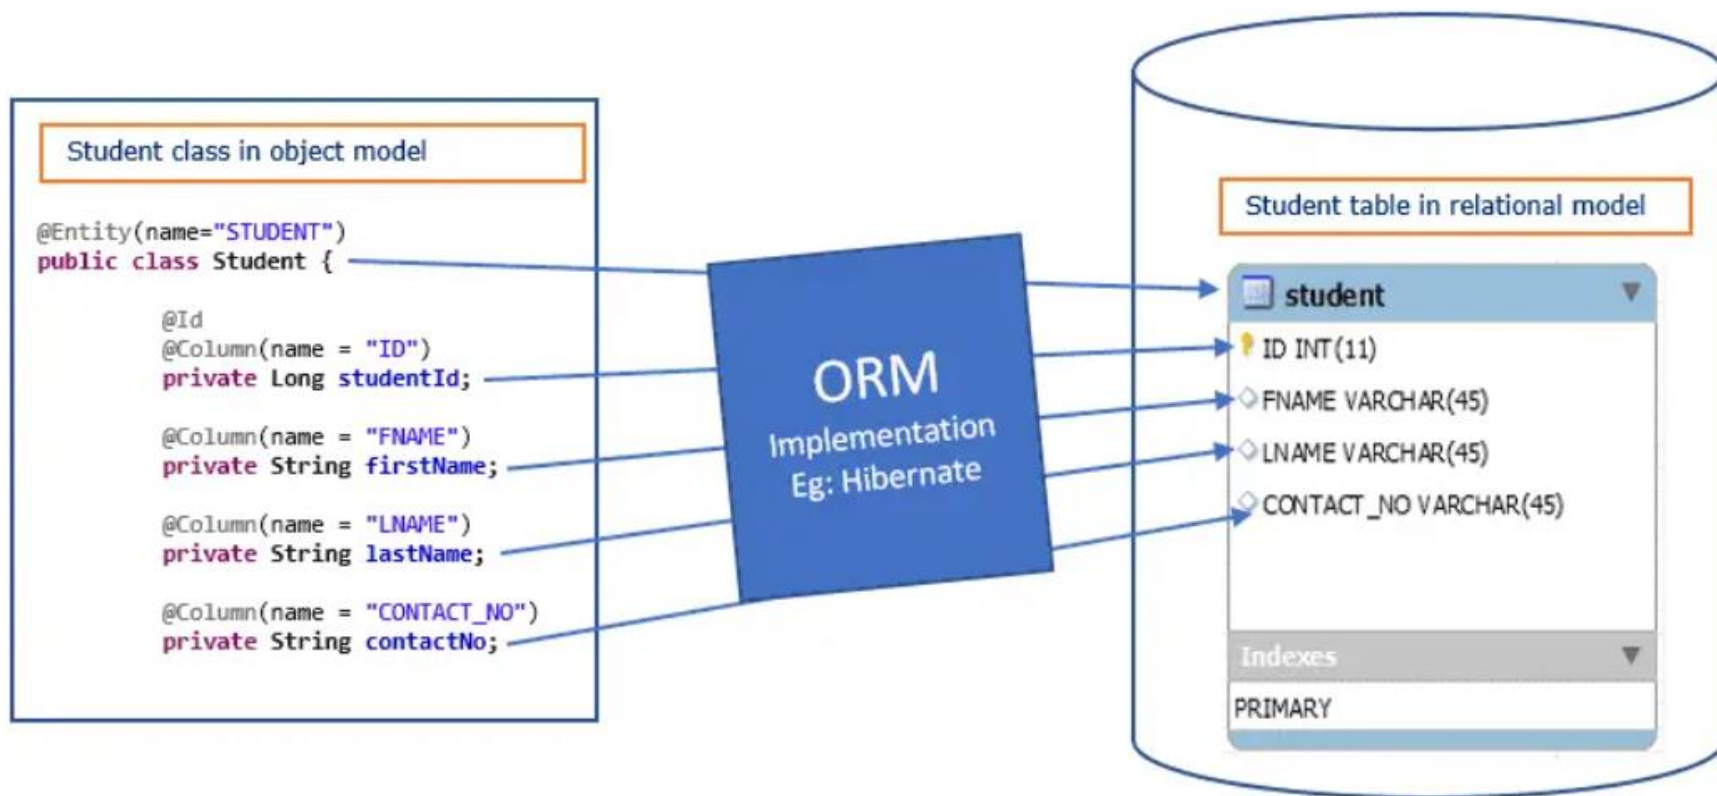 Student class in object model
@Entity(name="STUDENT")
public class Student {
@Id
@Column(name = "ID")
private Long studentId;
@Column(name = "FNAME")
private String firstName;
@Column(name = "LNAME")
private String lastName;
@Column(name = "CONTACT_NO")
private String contactNo;
ORM
Implementation
Eg: Hibernate
Student table in relational model
student
ID INT(11)
FNAME VARCHAR(45)
LNAME VARCHAR(45)
CONTACT_NO VARCHAR(45)
Indexes
PRIMARY